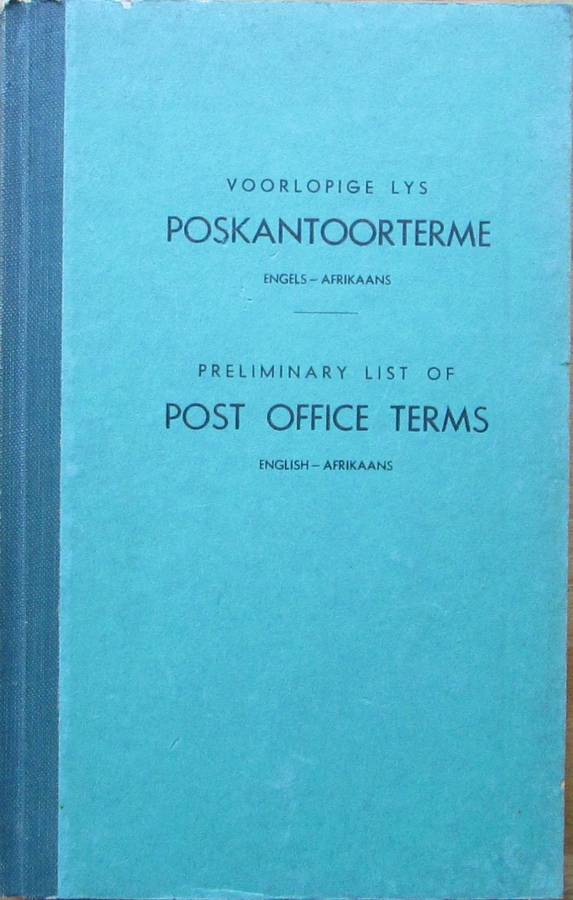 VOORLOPIGE LYS
POSKANTOORTERME
ENGELS – AFRIKAANS
PRELIMINARY LIST OF
POST OFFICE TERMS
ENGLISH – AFRIKAANS